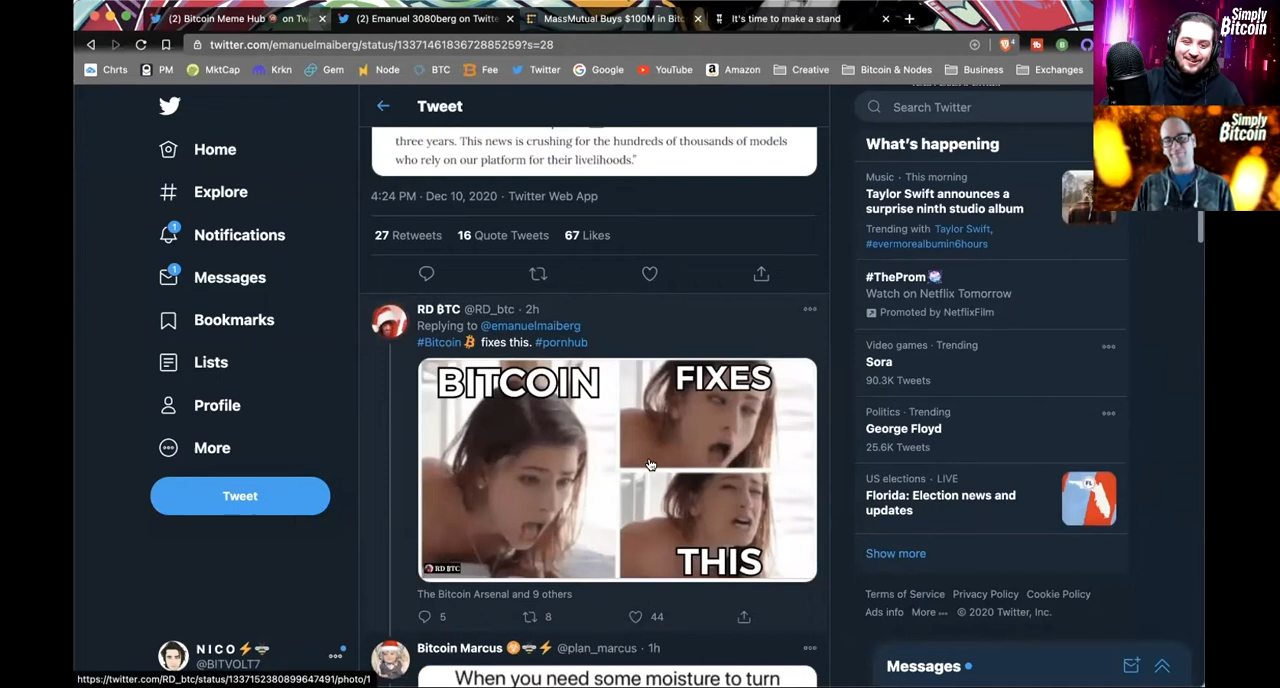 (2) Bitcoin Meme Hub on Tw
(2) Emanuel 3080berg on Twitte
MassMutual Buys $100M in Bitc
It's time to make a stand
twitter.com/emanuelmaiberg/status/1337146183672885259?s=28
Chrts
PM
MktCap
Krkn
Gem
Node
BTC
Fee
Twitter
Google
YouTube
Amazon
Creative
Bitcoin & Nodes
Business
Exchanges
Simply
Bitcoin
Simply
Bitcoin
Home
Explore
1
Notifications
1
Messages
Bookmarks
Lists
Profile
More
Tweet
NICO⚡
@BITVOLT7
https://twitter.com/RD_btc/status/1337152380899647491/photo/1
Tweet
three years. This news is crushing for the hundreds of thousands of models
who rely on our platform for their livelihoods."
4:24 PM · Dec 10, 2020 · Twitter Web App
27 Retweets 16 Quote Tweets 67 Likes
RD ₿TC @RD_btc · 2h
Replying to @emanuelmaiberg
#Bitcoin fixes this. #pornhub
BITCOIN
FIXES
THIS
RD ₿TC
The Bitcoin Arsenal and 9 others
5 8 44
Bitcoin Marcus ⚡ @plan_marcus · 1h
When you need some moisture to turn
Search Twitter
What's happening
Music · This morning
Taylor Swift announces a
surprise ninth studio album
Trending with Taylor Swift,
#evermorealbumin6hours
#TheProm
Watch on Netflix Tomorrow
Promoted by NetflixFilm
Video games · Trending
Sora
90.3K Tweets
Politics · Trending
George Floyd
25.6K Tweets
US elections · LIVE
Florida: Election news and
updates
Show more
Terms of Service Privacy Policy Cookie Policy
Ads info More ··· © 2020 Twitter, Inc.
Messages